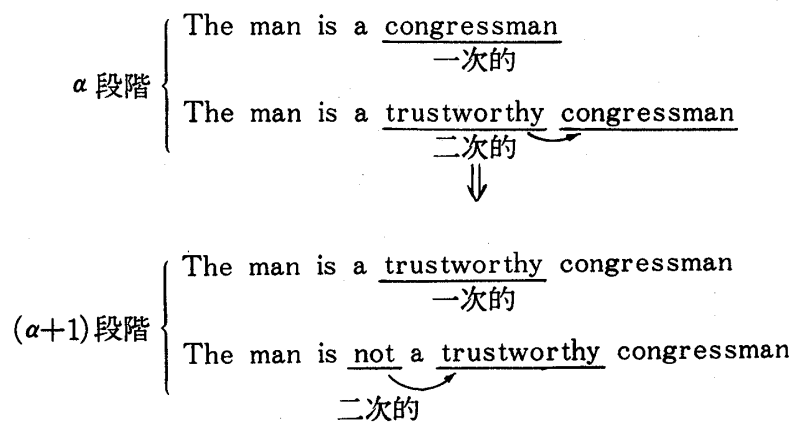 The man is a congressman
一次的
α段階
The man is a trustworthy congressman
二次的
⇓
The man is a trustworthy congressman
一次的
(α+1)段階
The man is not a trustworthy congressman
二次的